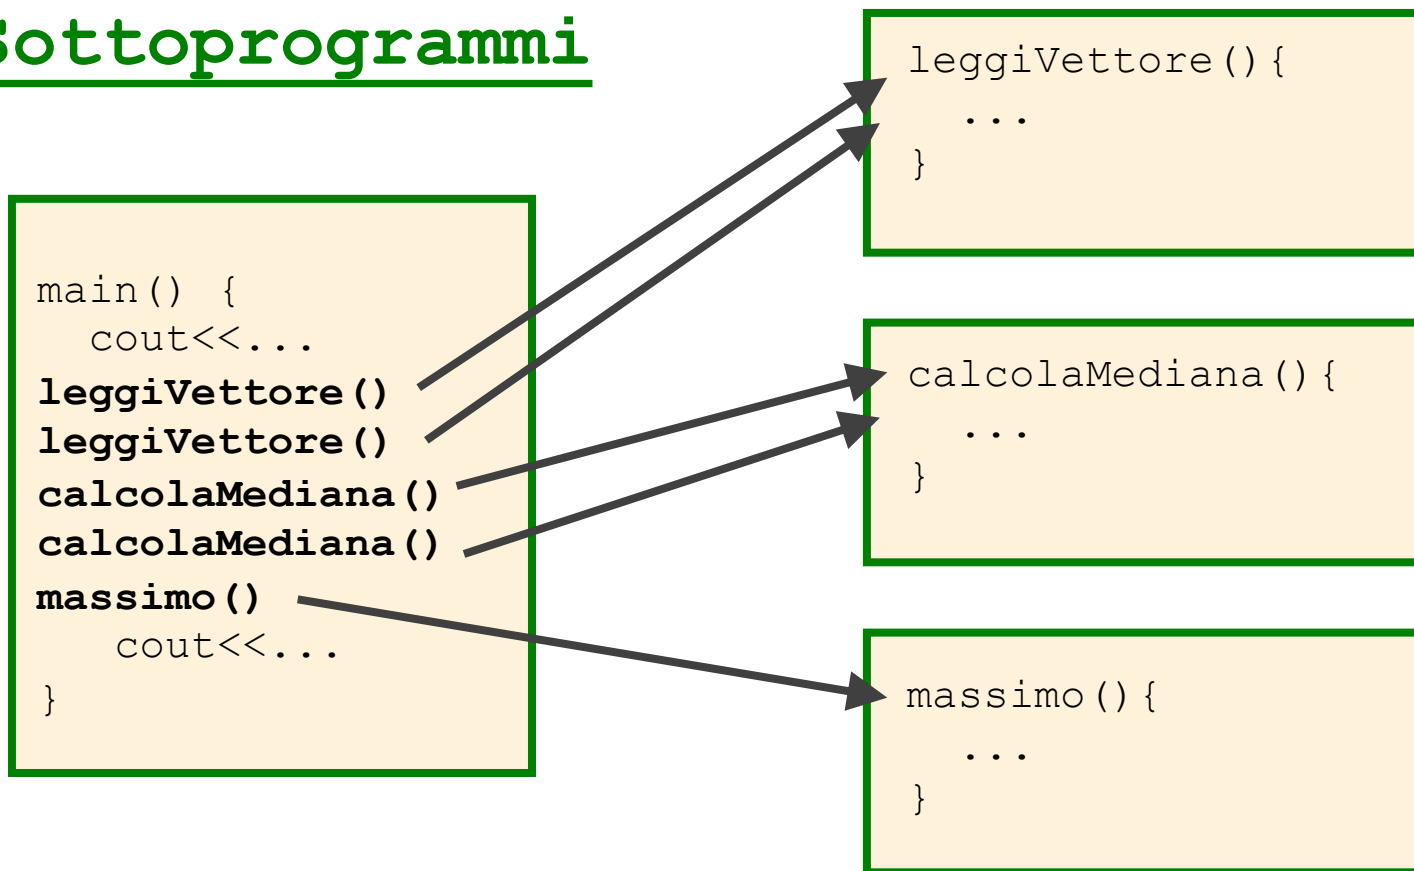 Sottoprogrammi
main() {
cout<<...
leggiVettore()
leggiVettore()
calcolaMediana()
calcolaMediana()
massimo()
cout<<...
}
leggiVettore(){
...
}
calcolaMediana(){
...
}
massimo(){
...
}